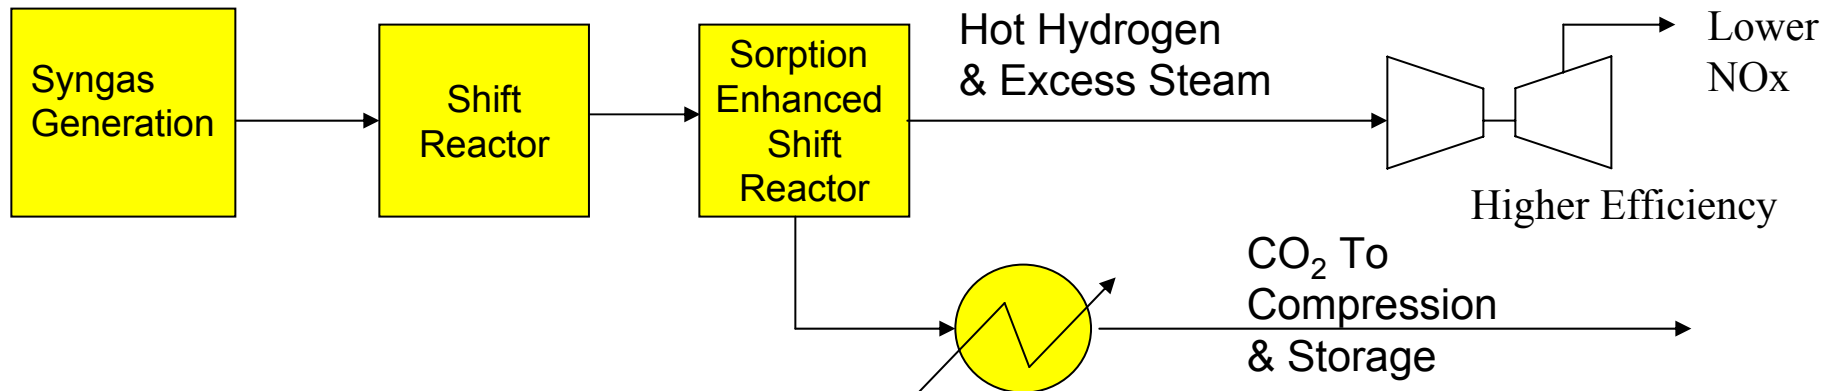 Syngas
Generation
Shift
Reactor
Sorption
Enhanced
Shift
Reactor
Hot Hydrogen
& Excess Steam
Lower
NOx
Higher Efficiency
CO₂ To
Compression
& Storage